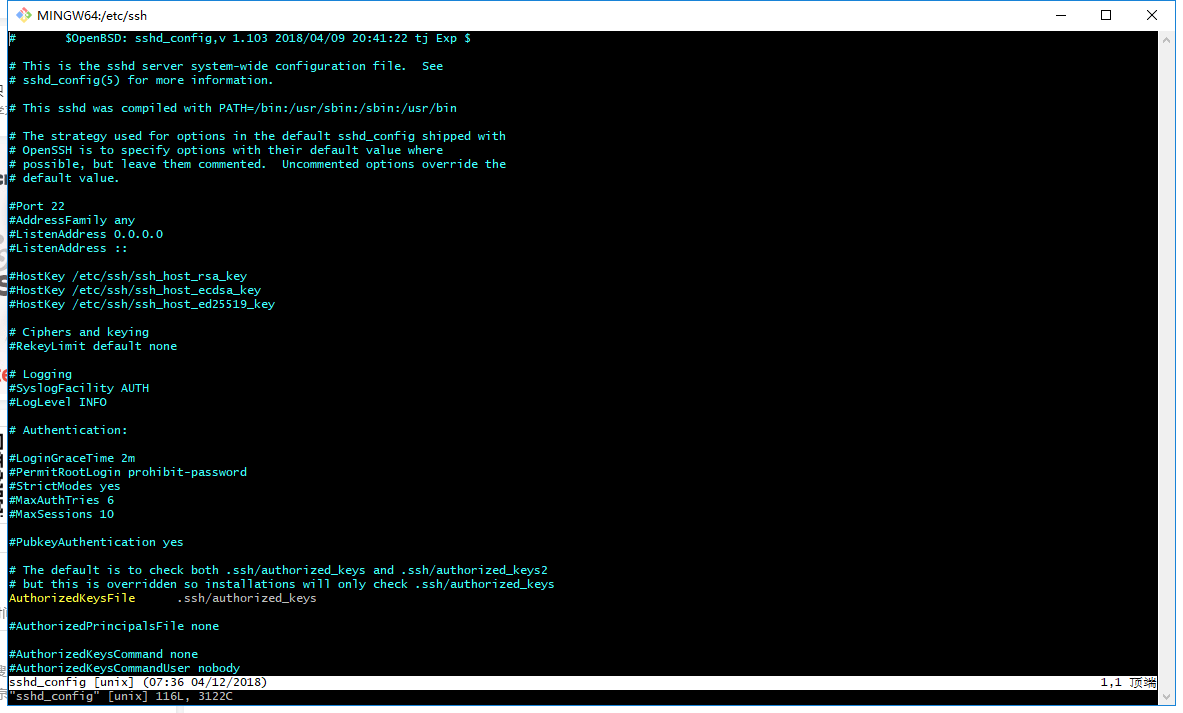 MINGW64:/etc/ssh
#       $OpenBSD: sshd_config,v 1.103 2018/04/09 20:41:22 tj Exp $
# This is the sshd server system-wide configuration file.  See
# sshd_config(5) for more information.
# This sshd was compiled with PATH=/bin:/usr/sbin:/sbin:/usr/bin
# The strategy used for options in the default sshd_config shipped with
# OpenSSH is to specify options with their default value where
# possible, but leave them commented.  Uncommented options override the
# default value.
#Port 22
#AddressFamily any
#ListenAddress 0.0.0.0
#ListenAddress ::
#HostKey /etc/ssh/ssh_host_rsa_key
#HostKey /etc/ssh/ssh_host_ecdsa_key
#HostKey /etc/ssh/ssh_host_ed25519_key
# Ciphers and keying
#RekeyLimit default none
# Logging
#SyslogFacility AUTH
#LogLevel INFO
# Authentication:
#LoginGraceTime 2m
#PermitRootLogin prohibit-password
#StrictModes yes
#MaxAuthTries 6
#MaxSessions 10
#PubkeyAuthentication yes
# The default is to check both .ssh/authorized_keys and .ssh/authorized_keys2
# but this is overridden so installations will only check .ssh/authorized_keys
AuthorizedKeysFile      .ssh/authorized_keys
#AuthorizedPrincipalsFile none
#AuthorizedKeysCommand none
#AuthorizedKeysCommandUser nobody
sshd_config [unix] (07:36 04/12/2018) 1,1 顶端
"sshd_config" [unix] 116L, 3122C